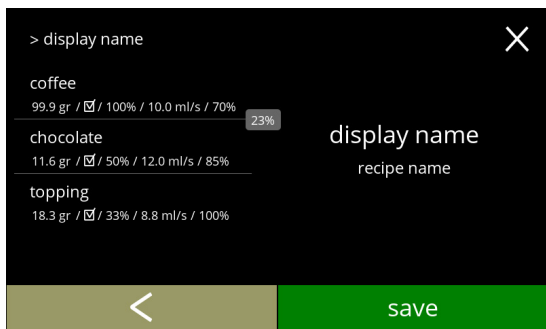 > display name
coffee
99.9 gr / ☑ / 100% / 10.0 ml/s / 70%
23%
chocolate
11.6 gr / ☑ / 50% / 12.0 ml/s / 85%
topping
18.3 gr / ☑ / 33% / 8.8 ml/s / 100%
display name
recipe name
<
save